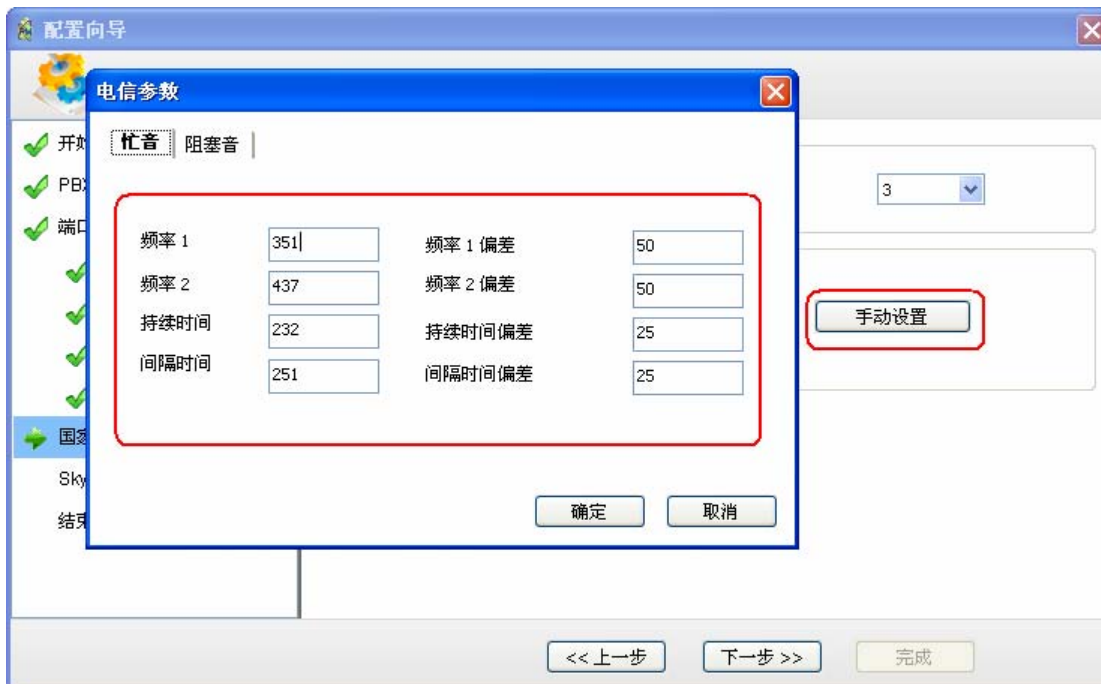 配置向导
电信参数
忙音 阻塞音
频率 1 351 频率 1 偏差 50
频率 2 437 频率 2 偏差 50
持续时间 232 持续时间偏差 25
间隔时间 251 间隔时间偏差 25
确定 取消
开始
PBX
端口
国家
Sky
结束
3
手动设置
<< 上一步 下一步 >> 完成